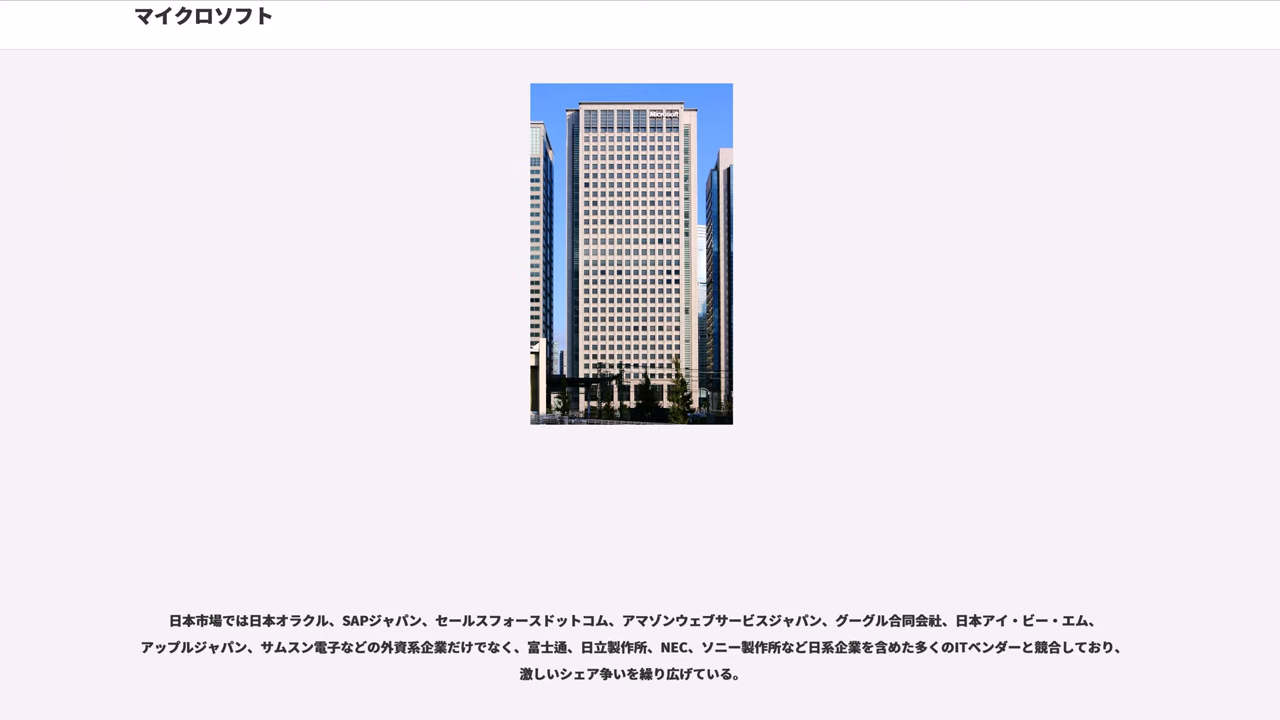 マイクロソフト
Microsoft
日本市場では日本オラクル、SAPジャパン、セールスフォースドットコム、アマゾンウェブサービスジャパン、グーグル合同会社、日本アイ・ビー・エム、
アップルジャパン、サムスン電子などの外資系企業だけでなく、富士通、日立製作所、NEC、ソニー製作所など日系企業を含めた多くのITベンダーと競合しており、
激しいシェア争いを繰り広げている。